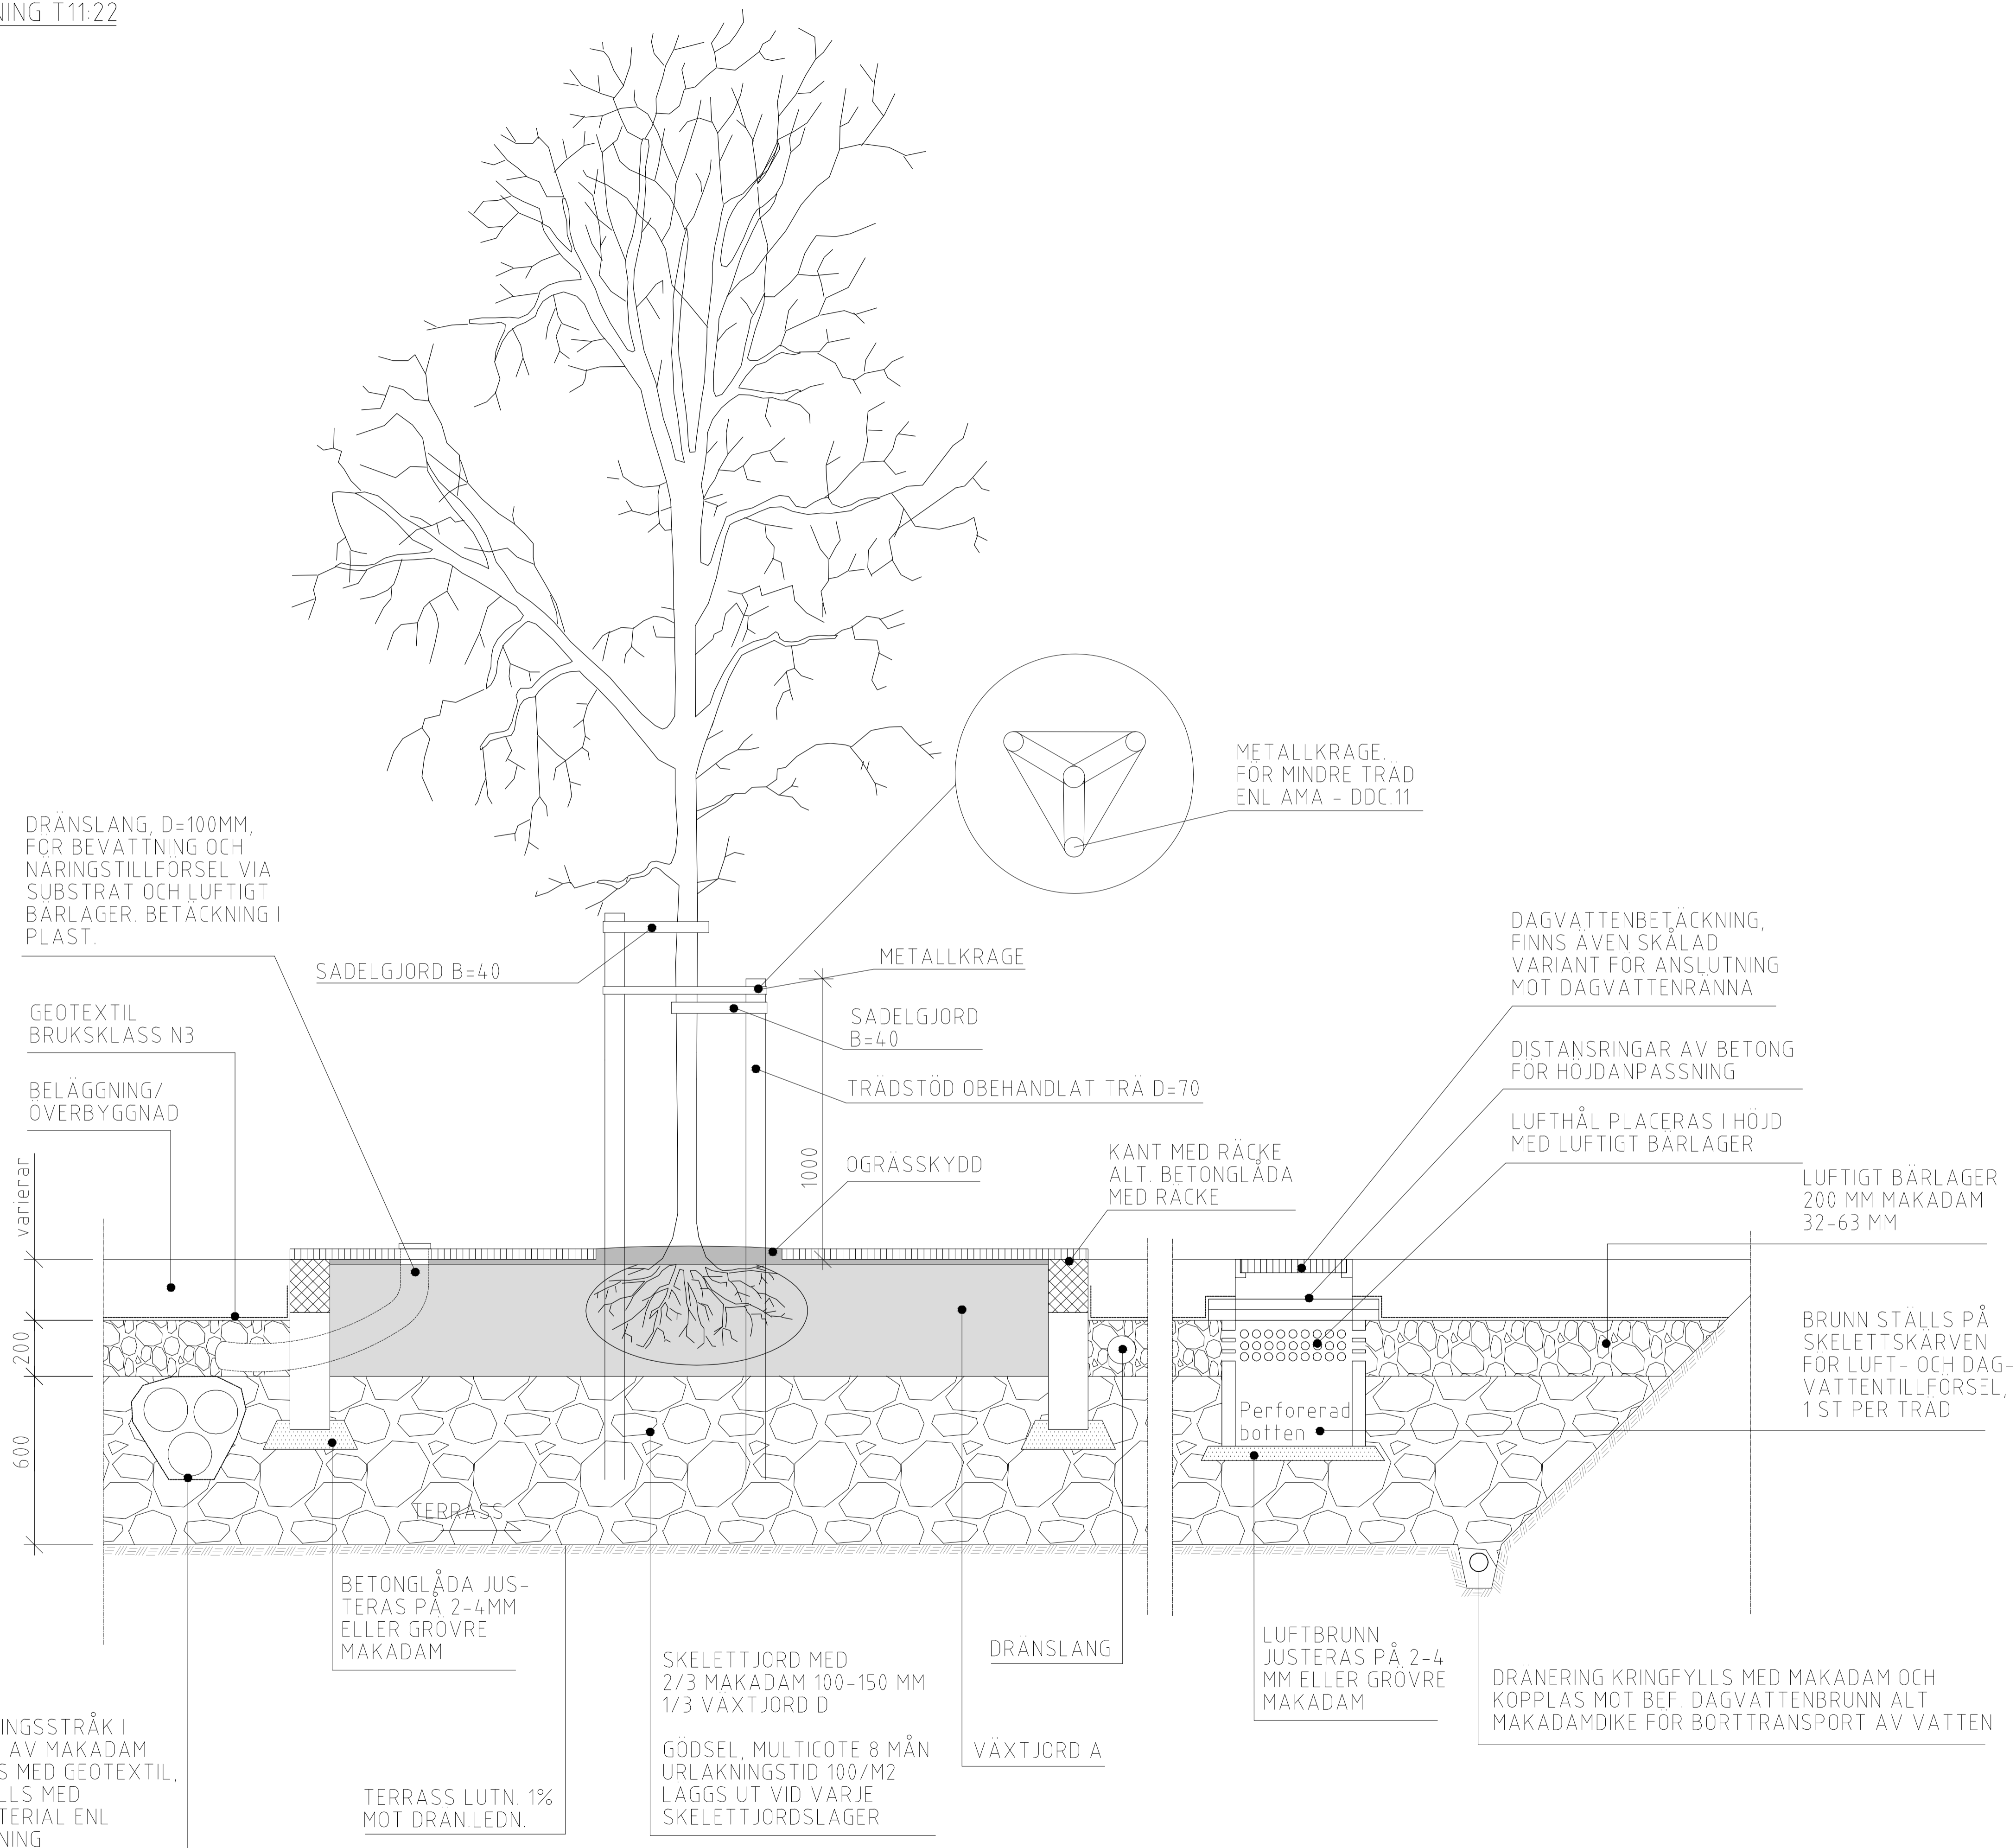 NING T11:22
METALLKRAGE.
FÖR MINDRE TRÄD
ENL AMA - DDC.11
DRÄNSLANG, D=100MM,
FÖR BEVATTNING OCH
NÄRINGSTILLFÖRSEL VIA
SUBSTRAT OCH LUFTIGT
BÄRLAGER. BETÄCKNING I
PLAST.
SADELGJORD B=40
METALLKRAGE
DAGVATTENBETÄCKNING,
FINNS ÄVEN SKÅLAD
VARIANT FÖR ANSLUTNING
MOT DAGVATTENRÄNNA
GEOTEXTIL
BRUKSKLASS N3
SADELGJORD
B=40
DISTANSRINGAR AV BETONG
FÖR HÖJDANPASSNING
BELÄGGNING/
ÖVERBYGGNAD
TRÄDSTÖD OBEHANDLAT TRÄ D=70
LUFTHÅL PLACERAS I HÖJD
MED LUFTIGT BÄRLAGER
varierar
1000
OGRÄSSKYDD
KANT MED RÄCKE
ALT. BETONGLÅDA
MED RÄCKE
LUFTIGT BÄRLAGER
200 MM MAKADAM
32-63 MM
200
BRUNN STÄLLS PÅ
SKELETTSKÄRVEN
FÖR LUFT- OCH DAG-
VATTENTILLFÖRSEL,
1 ST PER TRÄD
600
Perforerad
botten
TERRASS
BETONGLÅDA JUS-
TERAS PÅ 2-4MM
ELLER GRÖVRE
MAKADAM
SKELETTJORD MED
2/3 MAKADAM 100-150 MM
1/3 VÄXTJORD D
GÖDSEL, MULTICOTE 8 MÅN
URLAKNINGSTID 100/M2
LÄGGS UT VID VARJE
SKELETTJORDSLAGER
DRÄNSLANG
VÄXTJORD A
LUFTBRUNN
JUSTERAS PÅ 2-4
MM ELLER GRÖVRE
MAKADAM
DRÄNERING KRINGFYLLS MED MAKADAM OCH
KOPPLAS MOT BEF. DAGVATTENBRUNN ALT
MAKADAMDIKE FÖR BORTTRANSPORT AV VATTEN
INGSSTRÅK I
AV MAKADAM
S MED GEOTEXTIL,
LLS MED
TERIAL ENL
NING
TERRASS LUTN. 1%
MOT DRÄN.LEDN.